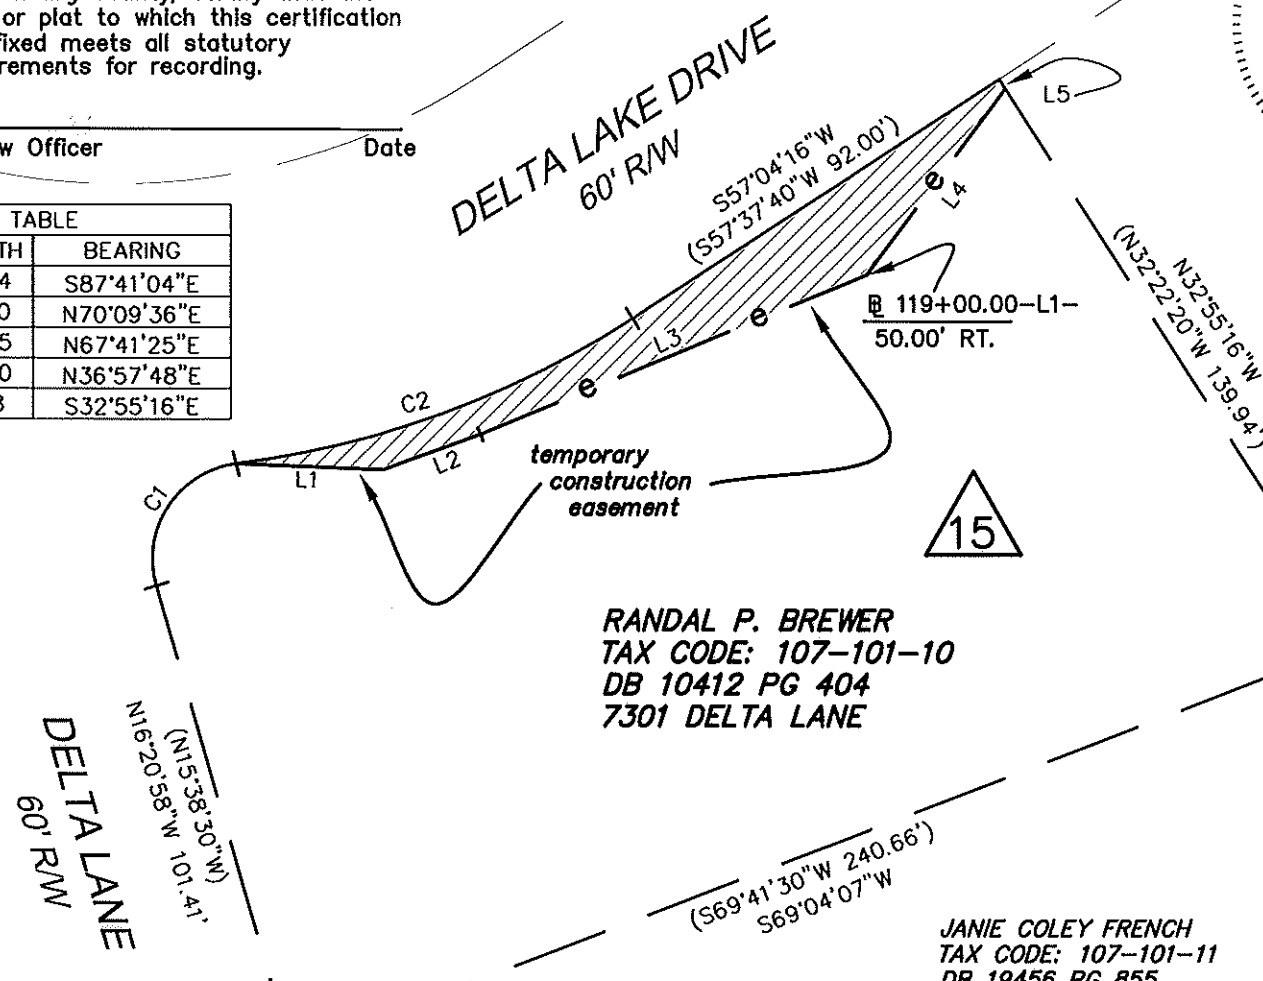 or plat to which this certification
fixed meets all statutory
rements for recording.
w Officer Date
TABLE
TH BEARING
4 S87°41'04"E
0 N70°09'36"E
5 N67°41'25"E
0 N36°57'48"E
3 S32°55'16"E
DELTA LAKE DRIVE
60' R/W
S57°04'16"W
(S57°37'40"W 92.00')
L5
L4
e
N32°55'16"W
(N32°22'20"W 139.94')
119+00.00-L1-
50.00' RT.
e
L3
e
C2
L2
L1
C1
temporary
construction
easement
15
RANDAL P. BREWER
TAX CODE: 107-101-10
DB 10412 PG 404
7301 DELTA LANE
(N15°38'30"W)
N16°20'58"W 101.41'
DELTA LANE
60' R/W
(S69°41'30"W 240.66')
S69°04'07"W
JANIE COLEY FRENCH
TAX CODE: 107-101-11
DB 19456 PG 855